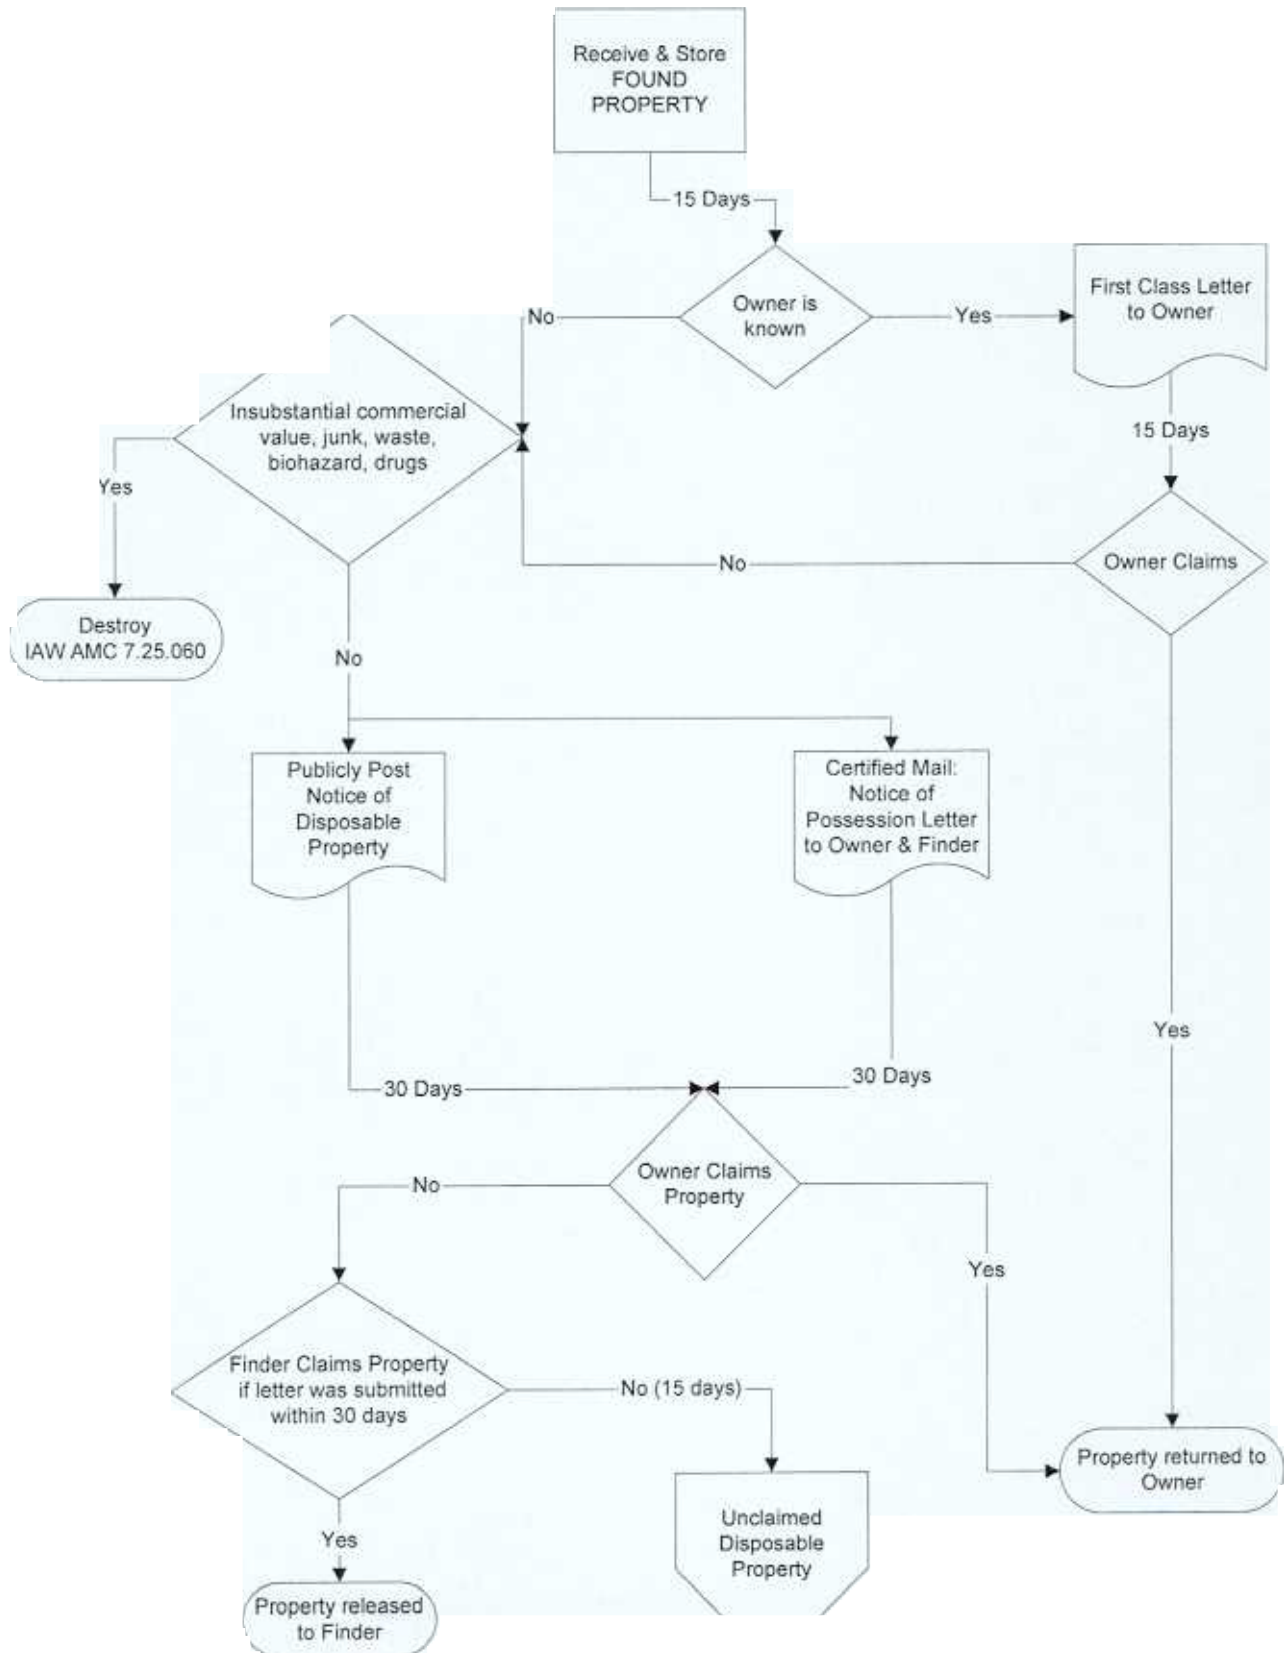 Receive & Store
FOUND
PROPERTY
15 Days
Owner is
known
No
Yes
First Class Letter
to Owner
15 Days
Insubstantial commercial
value, junk, waste,
biohazard, drugs
Yes
Owner Claims
No
Destroy
IAW AMC 7.25.060
No
Publicly Post
Notice of
Disposable
Property
Certified Mail:
Notice of
Possession Letter
to Owner & Finder
Yes
30 Days
30 Days
Owner Claims
Property
No
Yes
Finder Claims Property
if letter was submitted
within 30 days
No (15 days)
Property returned to
Owner
Yes
Unclaimed
Disposable
Property
Property released
to Finder